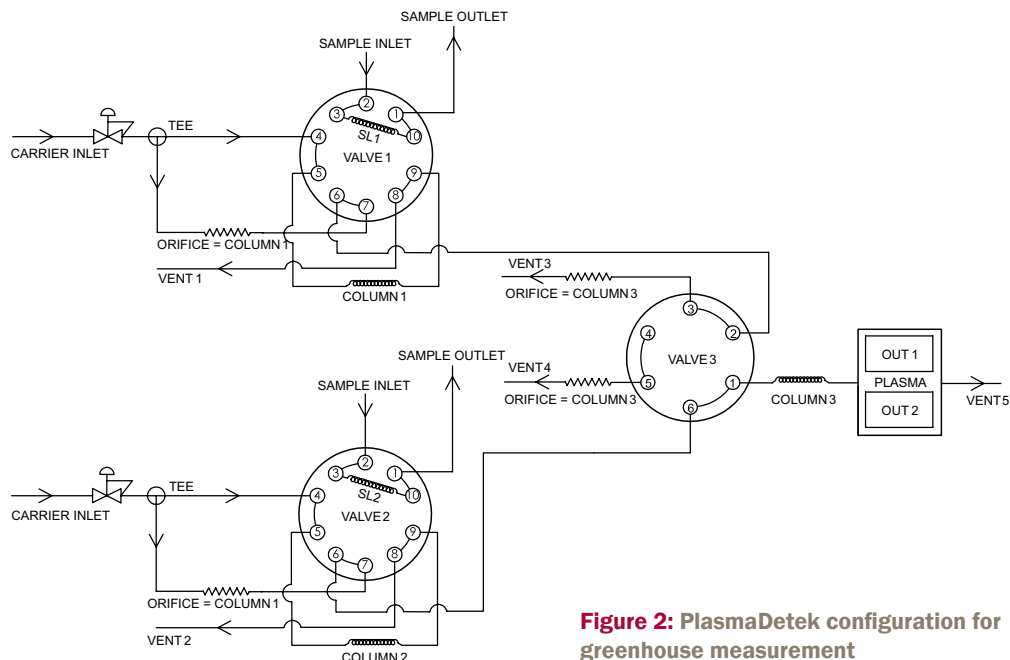 SAMPLE OUTLET
SAMPLE INLET
2
3
1
SL1
10
4
VALVE 1
5
9
6
8
7
TEE
CARRIER INLET
ORIFICE = COLUMN 1
VENT 1
COLUMN 1
VENT 3
ORIFICE = COLUMN 3
3
4
2
VALVE 3
5
1
6
VENT 4
ORIFICE = COLUMN 3
COLUMN 3
OUT 1
PLASMA
OUT 2
VENT 5
SAMPLE OUTLET
SAMPLE INLET
2
3
1
SL2
10
4
VALVE 2
5
9
6
8
7
TEE
CARRIER INLET
ORIFICE = COLUMN 1
VENT 2
COLUMN 2
Figure 2: PlasmaDetek configuration for
greenhouse measurement